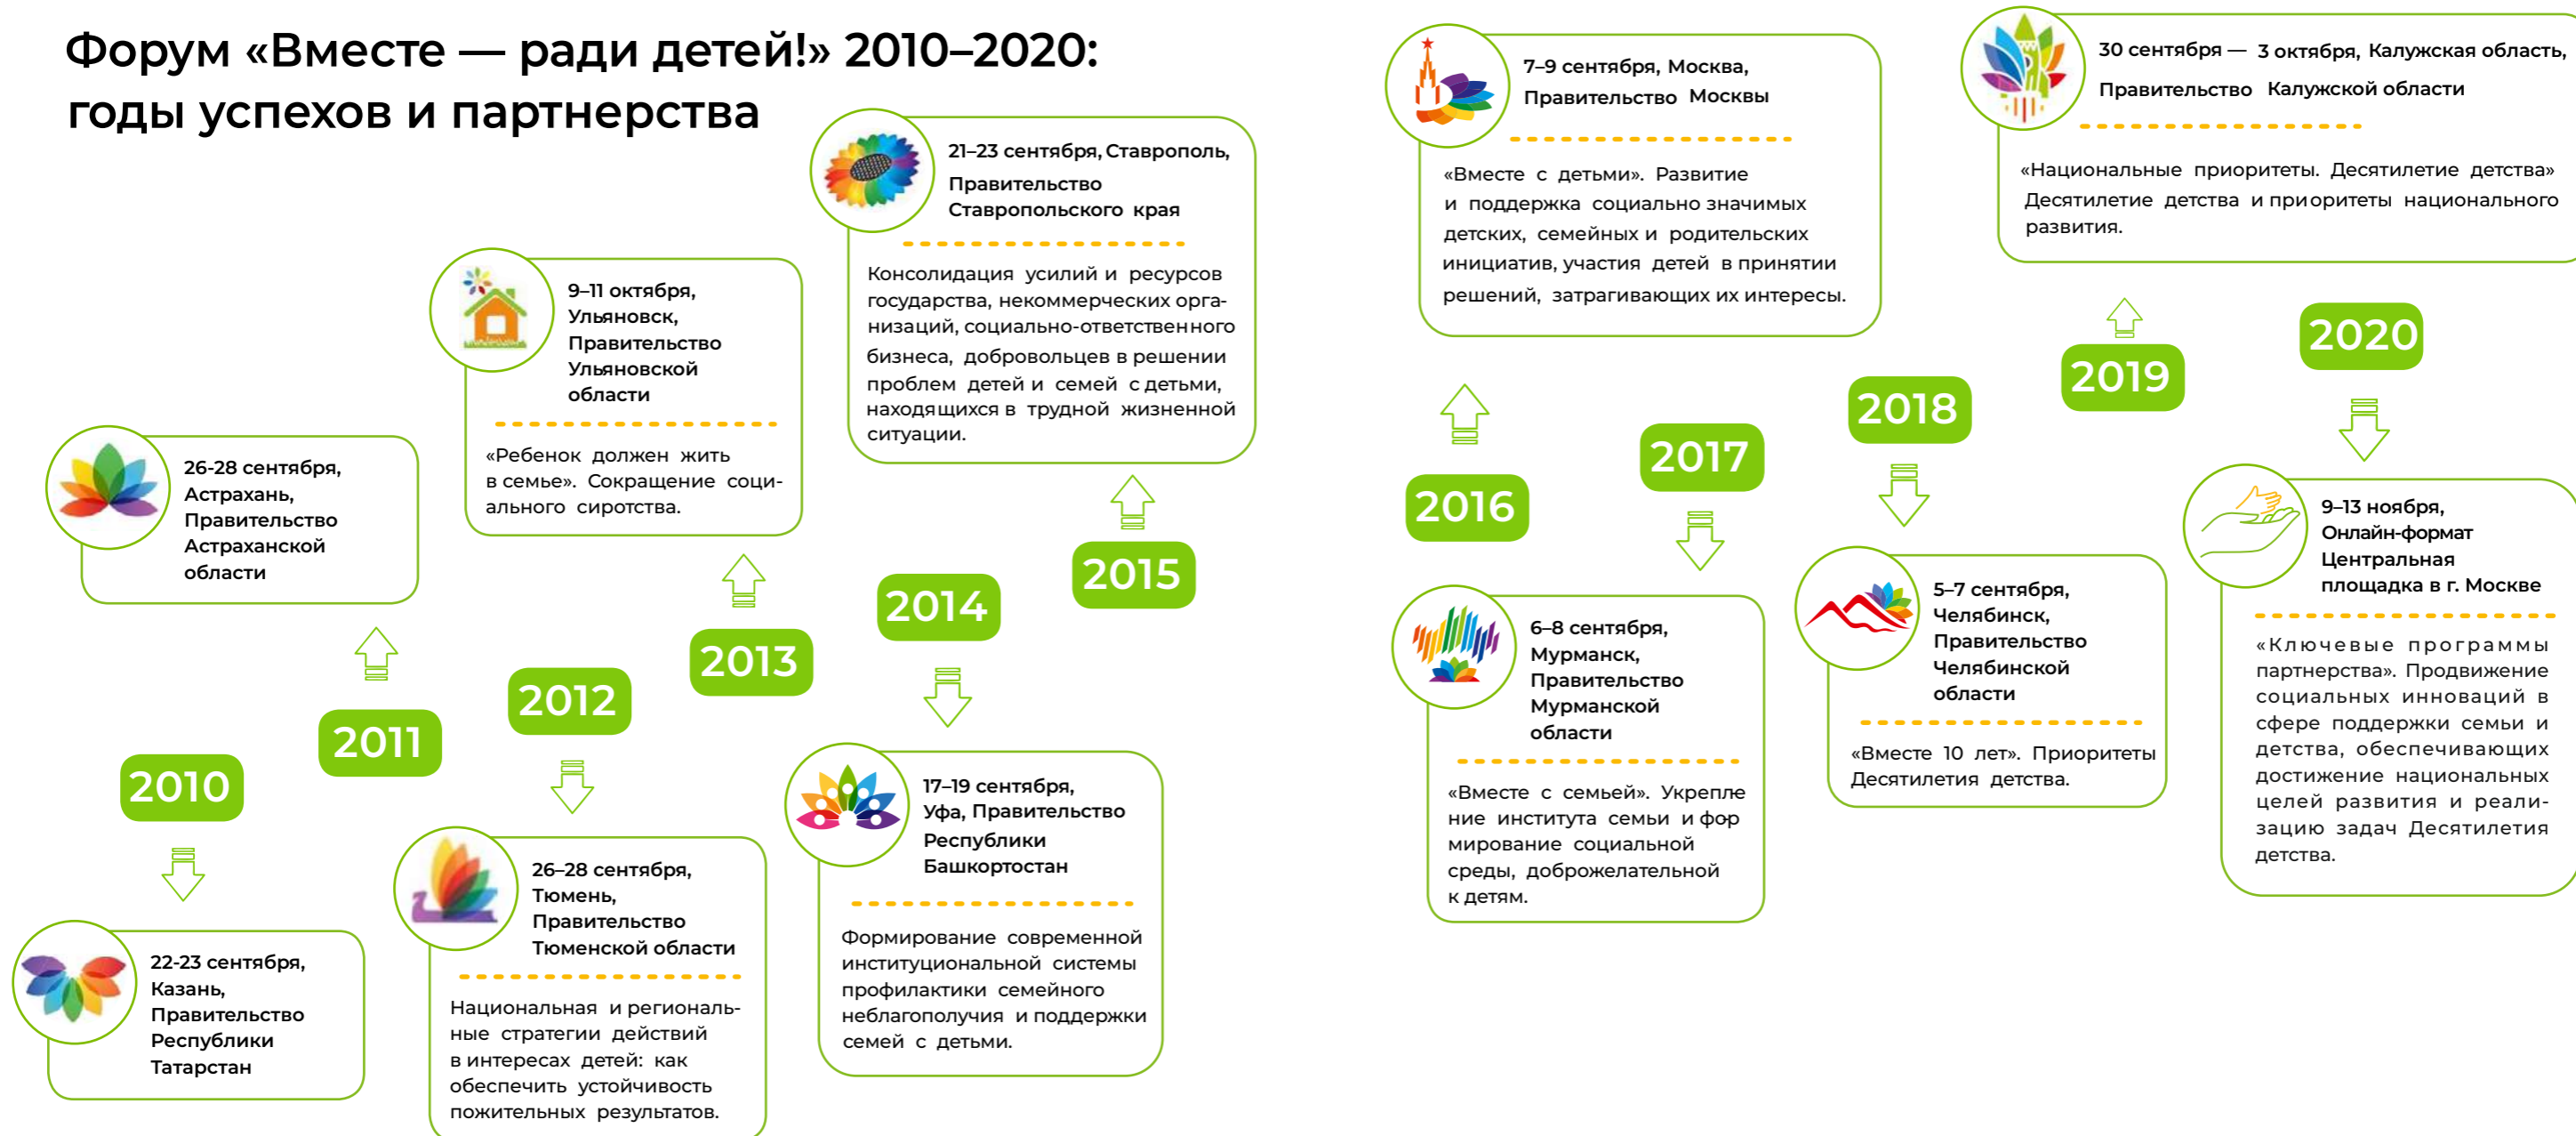 Форум «Вместе — ради детей!» 2010–2020:
годы успехов и партнерства
2010
22-23 сентября,
Казань,
Правительство
Республики
Татарстан
26-28 сентября,
Астрахань,
Правительство
Астраханской
области
2011
2012
26–28 сентября,
Тюмень,
Правительство
Тюменской области
Национальная и региональ-
ные стратегии действий
в интересах детей: как
обеспечить устойчивость
пожительных результатов.
9–11 октября,
Ульяновск,
Правительство
Ульяновской
области
«Ребенок должен жить
в семье». Сокращение соци-
ального сиротства.
2013
2014
17–19 сентября,
Уфа, Правительство
Республики
Башкортостан
Формирование современной
институциональной системы
профилактики семейного
неблагополучия и поддержки
семей с детьми.
21–23 сентября, Ставрополь,
Правительство
Ставропольского края
Консолидация усилий и ресурсов
государства, некоммерческих орга-
низаций, социально-ответственного
бизнеса, добровольцев в решении
проблем детей и семей с детьми,
находящихся в трудной жизненной
ситуации.
2015
7–9 сентября, Москва,
Правительство Москвы
«Вместе с детьми». Развитие
и поддержка социально значимых
детских, семейных и родительских
инициатив, участия детей в принятии
решений, затрагивающих их интересы.
2016
2017
6–8 сентября,
Мурманск,
Правительство
Мурманской
области
«Вместе с семьей». Укрепле
ние института семьи и фор
мирование социальной
среды, доброжелательной
к детям.
2018
5–7 сентября,
Челябинск,
Правительство
Челябинской
области
«Вместе 10 лет». Приоритеты
Десятилетия детства.
30 сентября — 3 октября, Калужская область,
Правительство Калужской области
«Национальные приоритеты. Десятилетие детства»
Десятилетие детства и приоритеты национального
развития.
2019
2020
9–13 ноября,
Онлайн-формат
Центральная
площадка в г. Москве
«Ключевые программы
партнерства». Продвижение
социальных инноваций в
сфере поддержки семьи и
детства, обеспечивающих
достижение национальных
целей развития и реали-
зацию задач Десятилетия
детства.